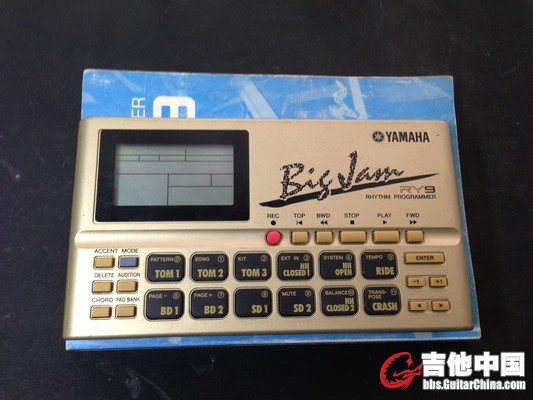 ER
3
YAMAHA
Big Jam
RY9
RHYTHM PROGRAMMER
REC TOP BWD STOP PLAY FWD
ACCENT MODE
PATTERN SONG KIT EXT IN SYSTEM TEMPO
TOM 1 TOM 2 TOM 3 HH CLOSED 1 HH OPEN RIDE
ENTER
DELETE AUDITION
-1 +1
CHORD PAD BANK
PAGE- PAGE+ MUTE BALANCE TRANS-POSE
BD 1 BD 2 SD 1 SD 2 HH CLOSED 2 CRASH
吉他中国
bbs.GuitarChina.com